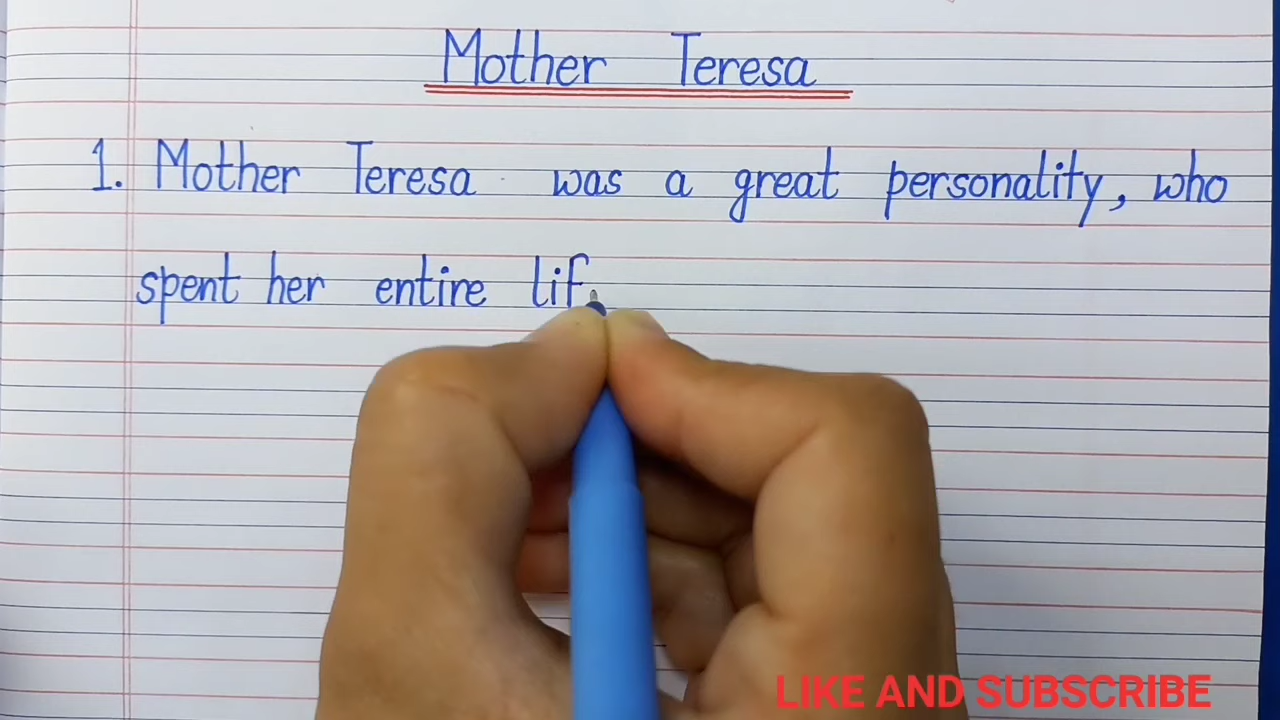 Mother Teresa
1. Mother Teresa was a great personality, who
spent her entire lif
LIKE AND SUBSCRIBE